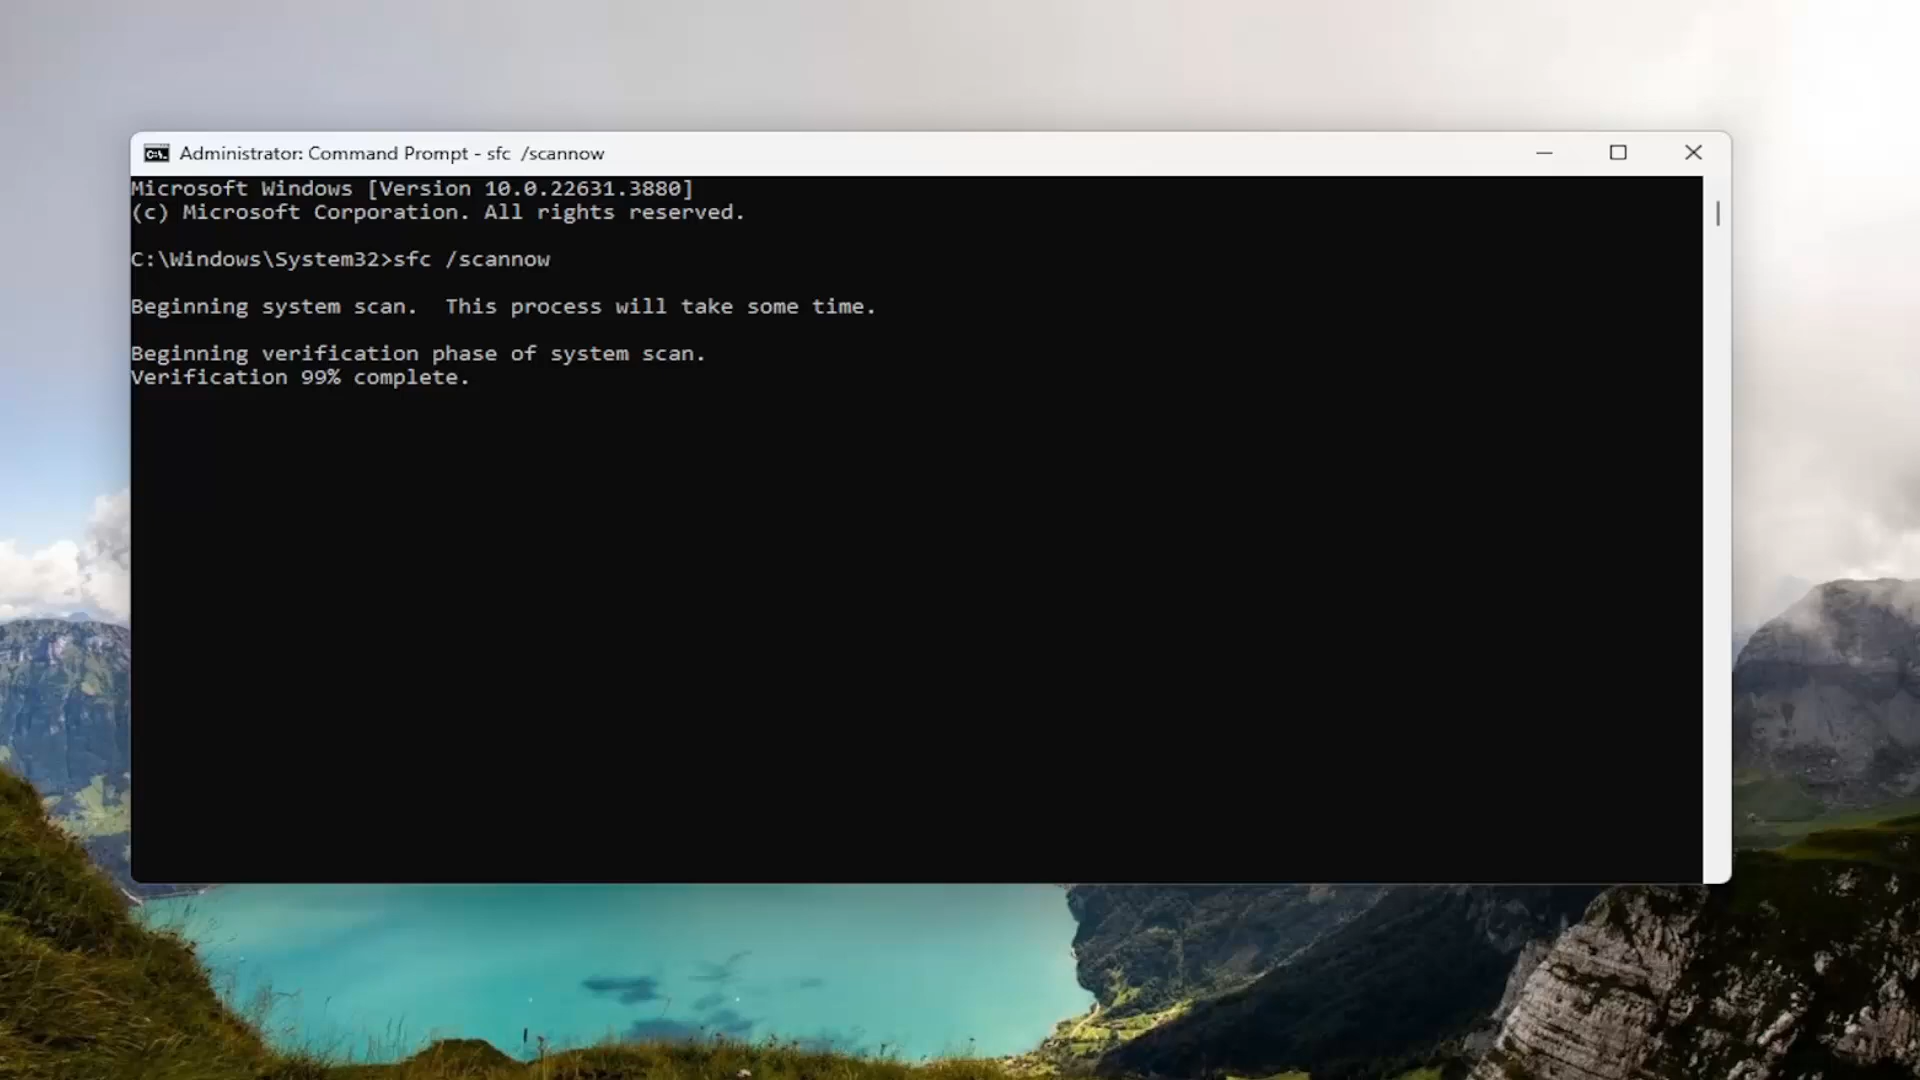 Administrator: Command Prompt - sfc  /scannow
Microsoft Windows [Version 10.0.22631.3880]
(c) Microsoft Corporation. All rights reserved.
C:\Windows\System32>sfc /scannow
Beginning system scan.  This process will take some time.
Beginning verification phase of system scan.
Verification 99% complete.